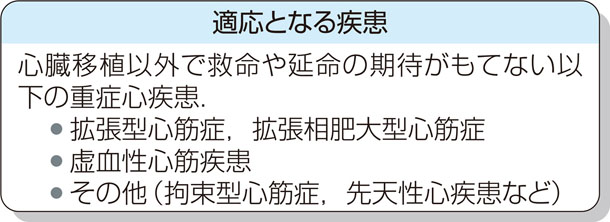 適応となる疾患
心臓移植以外で救命や延命の期待がもてない以
下の重症心疾患.
●拡張型心筋症，拡張相肥大型心筋症
●虚血性心筋疾患
●その他（拘束型心筋症，先天性心疾患など）